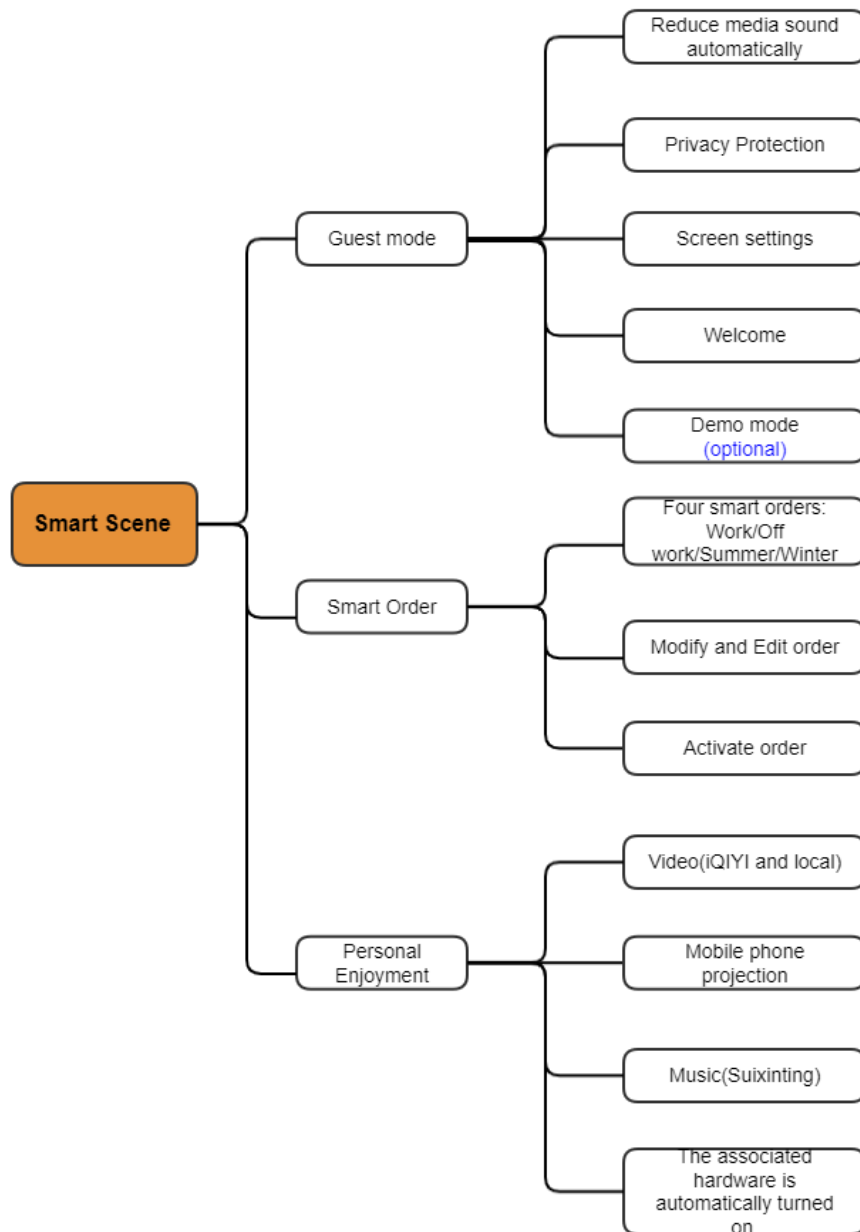 Reduce media sound
automatically
Privacy Protection
Guest mode
Screen settings
Welcome
Demo mode
(optional)
Smart Scene
Four smart orders:
Work/Off
work/Summer/Winter
Smart Order
Modify and Edit order
Activate order
Video(iQIYI and local)
Personal
Enjoyment
Mobile phone
projection
Music(Suixinting)
The associated
hardware is
automatically turned
on